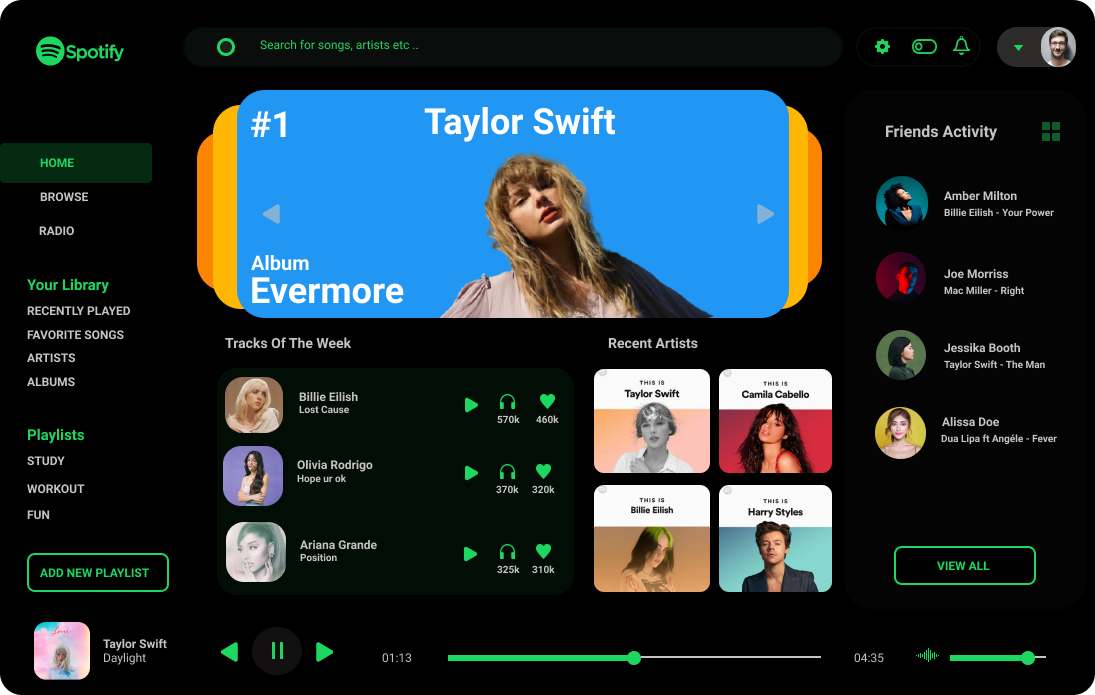 Spotify
Search for songs, artists etc ..
HOME
BROWSE
RADIO
Your Library
RECENTLY PLAYED
FAVORITE SONGS
ARTISTS
ALBUMS
Playlists
STUDY
WORKOUT
FUN
ADD NEW PLAYLIST
#1
Taylor Swift
Album
Evermore
Tracks Of The Week
Billie Eilish
Lost Cause
570k
460k
Olivia Rodrigo
Hope ur ok
370k
320k
Ariana Grande
Position
325k
310k
Recent Artists
THIS IS
Taylor Swift
THIS IS
Camila Cabello
THIS IS
Billie Eilish
THIS IS
Harry Styles
Friends Activity
Amber Milton
Billie Eilish - Your Power
Joe Morriss
Mac Miller - Right
Jessika Booth
Taylor Swift - The Man
Alissa Doe
Dua Lipa ft Angéle - Fever
VIEW ALL
Taylor Swift
Daylight
01:13
04:35